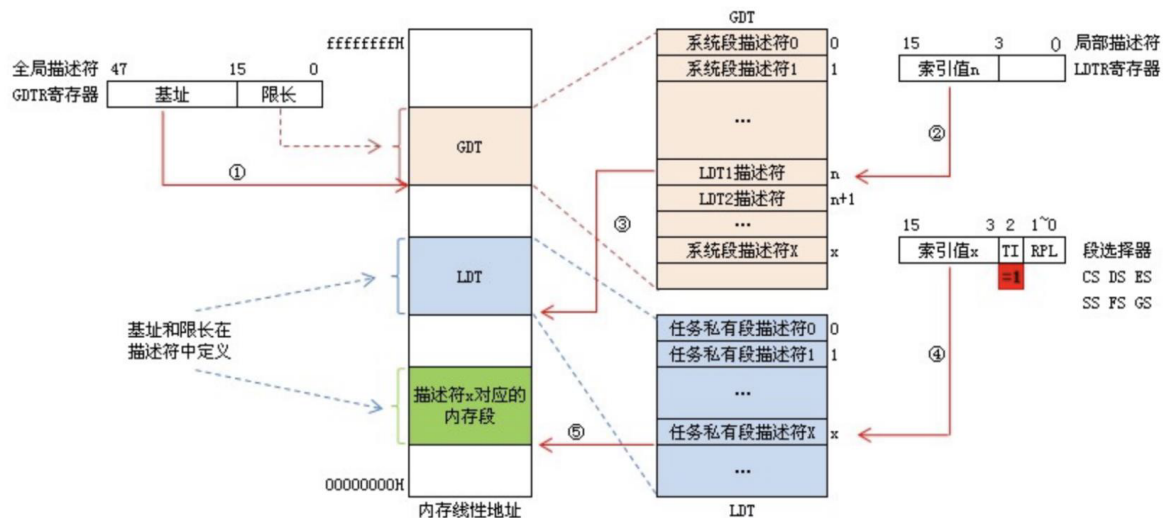 GDT
ffffffffH
系统段描述符0 0
系统段描述符1 1
...
LDT1描述符 n
LDT2描述符 n+1
...
系统段描述符X x
全局描述符
GDTR寄存器
47 15 0
基址 限长
①
15 3 0
索引值n
局部描述符
LDTR寄存器
②
GDT
③
LDT
15 3 2 1~0
索引值x TI RPL
=1
段选择器
CS DS ES
SS FS GS
④
基址和限长在
描述符中定义
任务私有段描述符0 0
任务私有段描述符1 1
...
任务私有段描述符X x
...
描述符x对应的
内存段
⑤
00000000H
内存线性地址
LDT